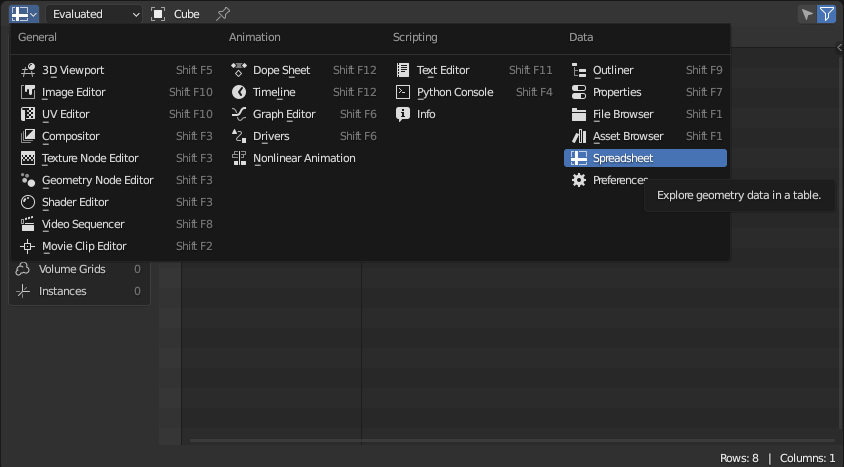 Evaluated Cube
General Animation Scripting Data
3D Viewport Shift F5 Dope Sheet Shift F12 Text Editor Shift F11 Outliner Shift F9
Image Editor Shift F10 Timeline Shift F12 Python Console Shift F4 Properties Shift F7
UV Editor Shift F10 Graph Editor Shift F6 Info File Browser Shift F1
Compositor Shift F3 Drivers Shift F6 Asset Browser Shift F1
Texture Node Editor Shift F3 Nonlinear Animation Spreadsheet
Geometry Node Editor Shift F3 Preferences
Shader Editor Shift F3 Explore geometry data in a table.
Video Sequencer Shift F8
Movie Clip Editor Shift F2
Volume Grids 0
Instances 0
Rows: 8 | Columns: 1